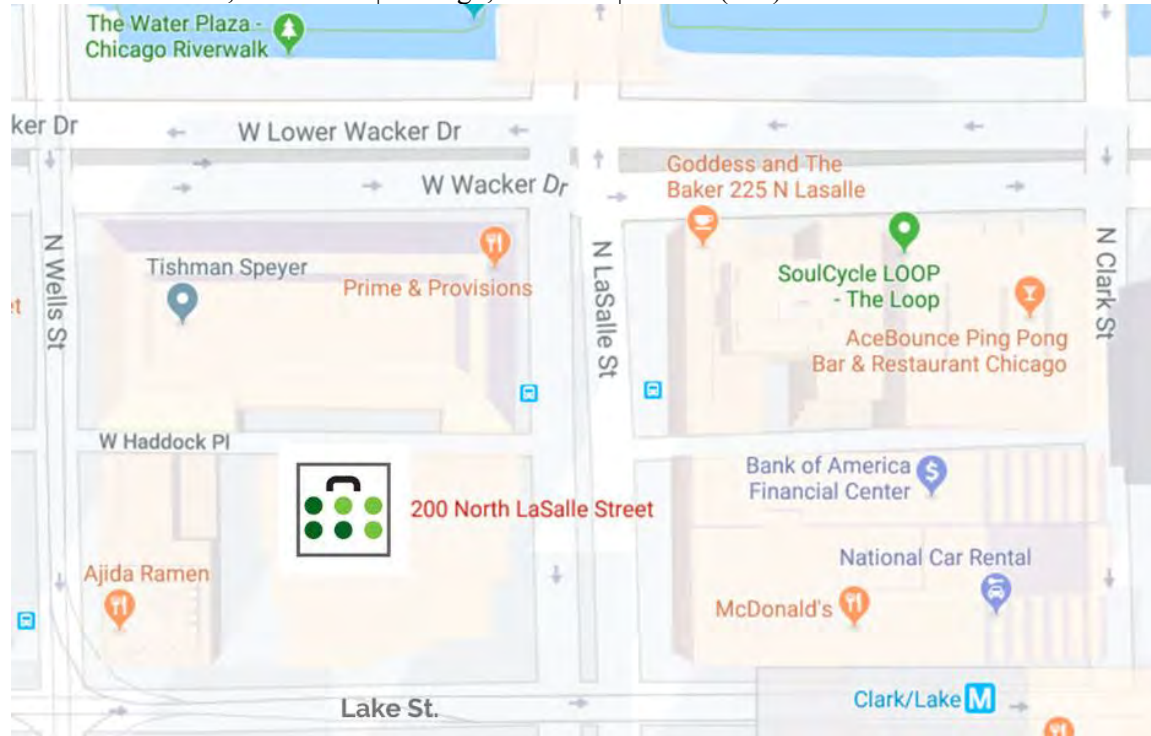 The Water Plaza -
Chicago Riverwalk
ker Dr
W Lower Wacker Dr
W Wacker Dr
Goddess and The
Baker 225 N Lasalle
N Wells St
Tishman Speyer
Prime & Provisions
N LaSalle St
SoulCycle LOOP
- The Loop
N Clark St
AceBounce Ping Pong
Bar & Restaurant Chicago
W Haddock Pl
Bank of America
Financial Center
$
200 North LaSalle Street
National Car Rental
Ajida Ramen
McDonald's
Clark/Lake M
Lake St.